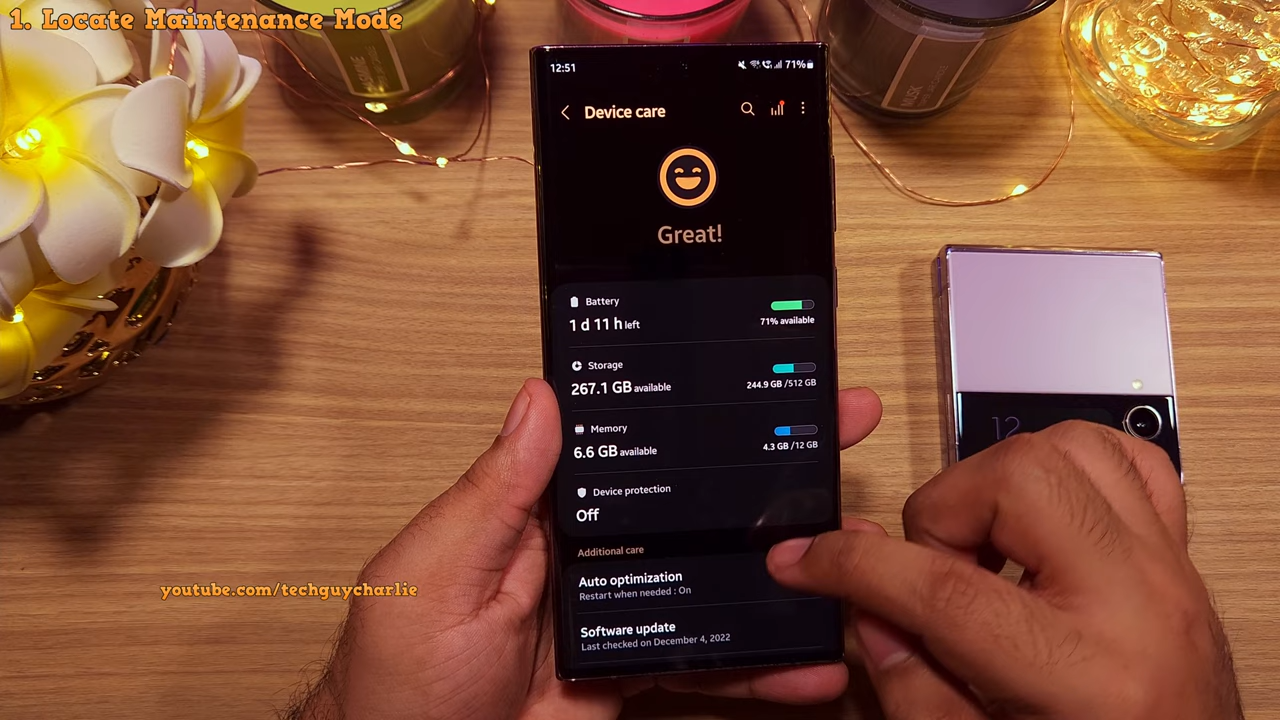 1. Locate Maintenance Mode
12:51
71%
Device care
Great!
Battery
1 d 11 h left
71% available
Storage
267.1 GB available
244.9 GB /512 GB
Memory
6.6 GB available
4.3 GB /12 GB
Device protection
Off
Additional care
Auto optimization
Restart when needed : On
Software update
Last checked on December 4, 2022
youtube.com/techguycharlie
MUSK
12